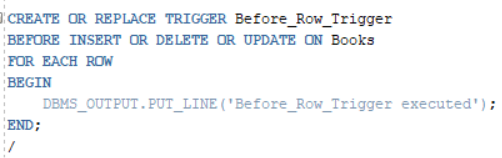 CREATE OR REPLACE TRIGGER Before_Row_Trigger
BEFORE INSERT OR DELETE OR UPDATE ON Books
FOR EACH ROW
BEGIN
    DBMS_OUTPUT.PUT_LINE('Before_Row_Trigger executed');
END;
/